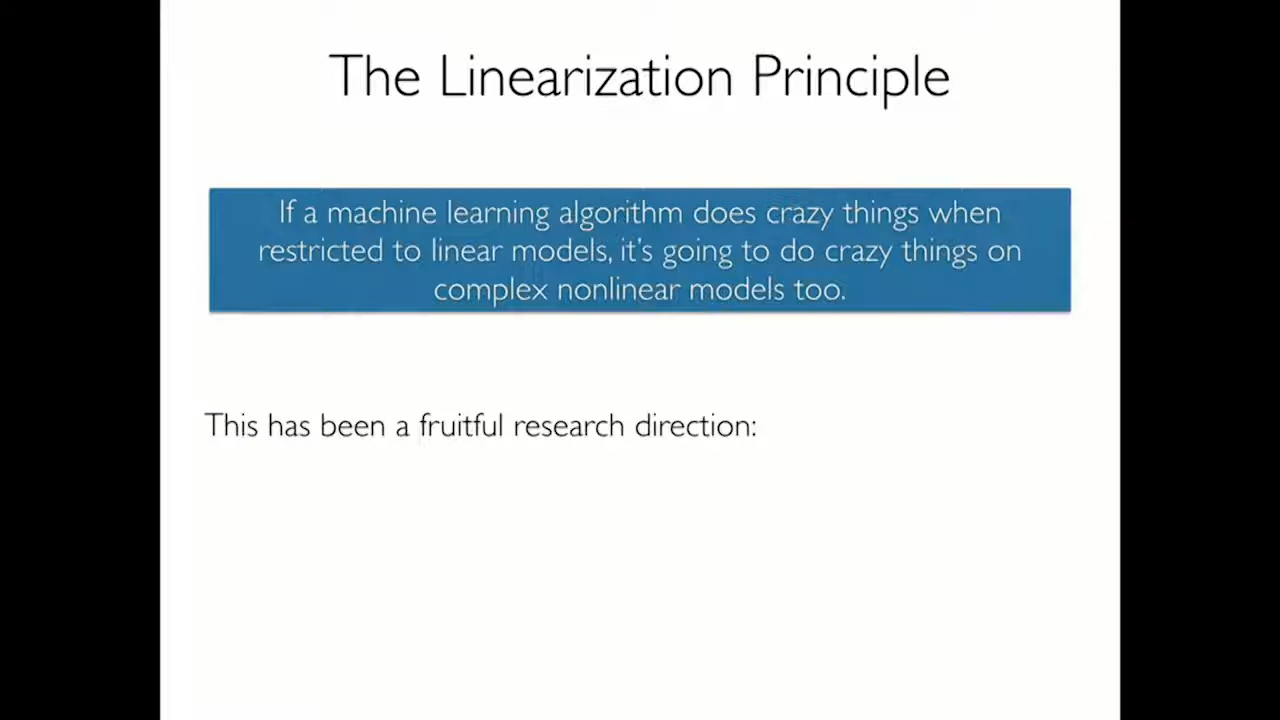 The Linearization Principle
If a machine learning algorithm does crazy things when
restricted to linear models, it's going to do crazy things on
complex nonlinear models too.
This has been a fruitful research direction: